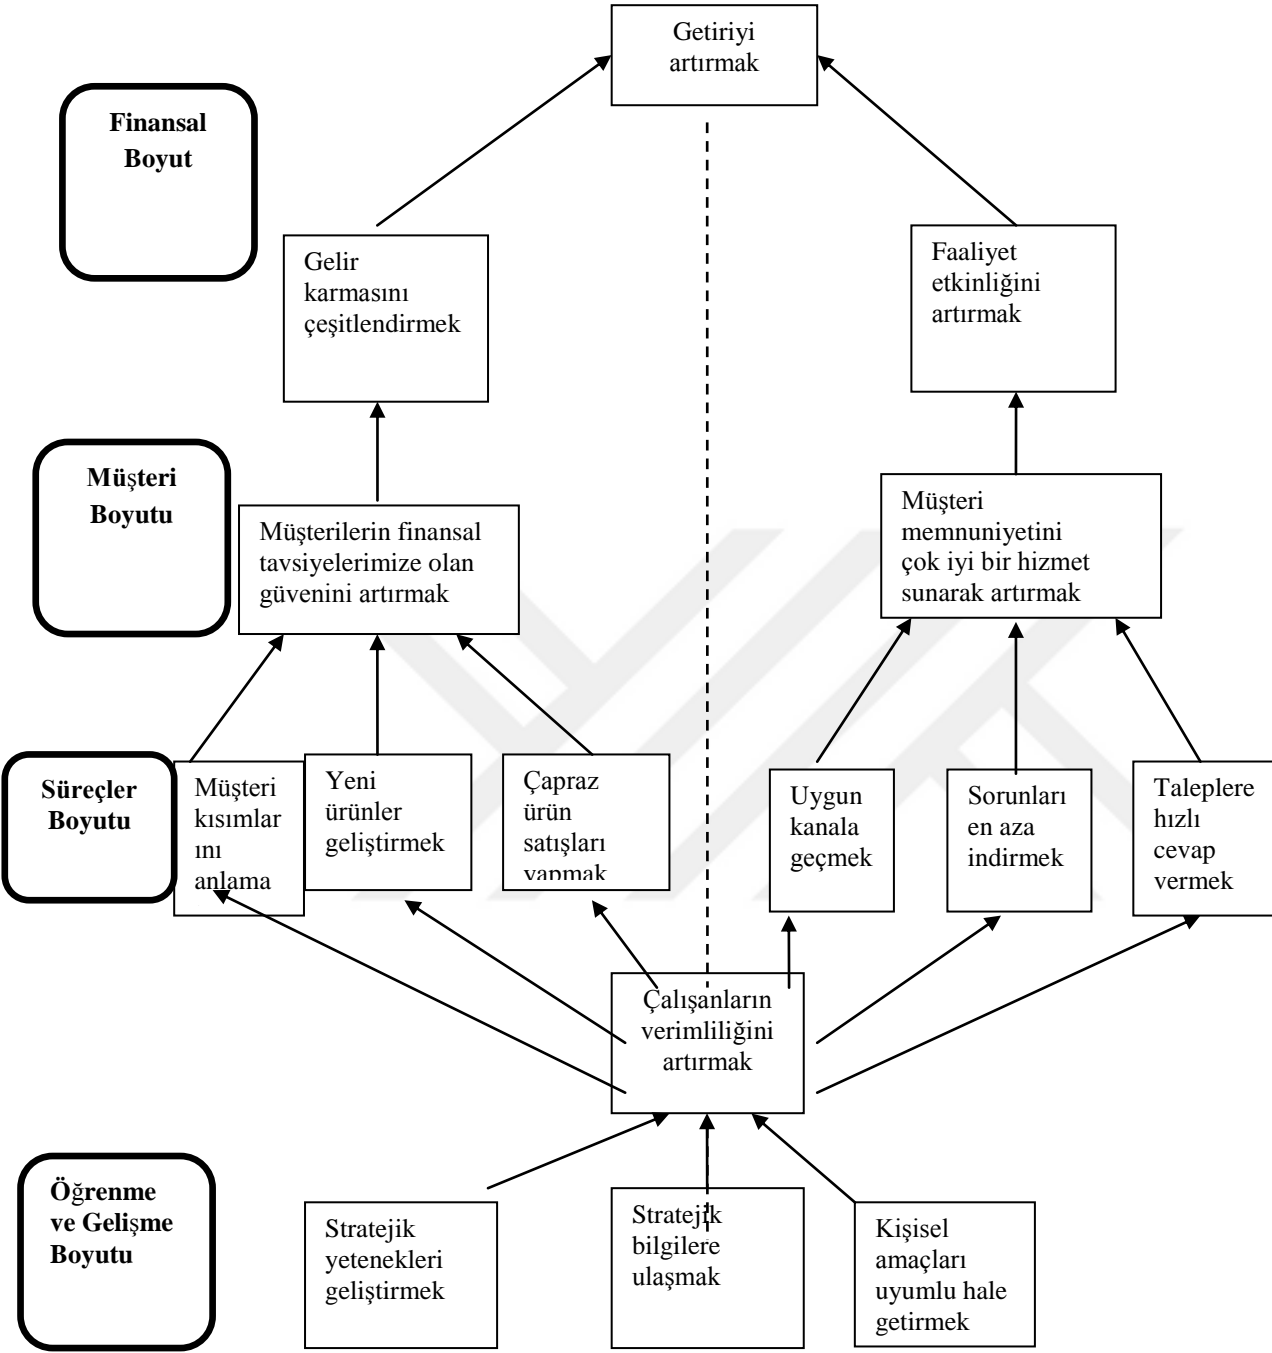 Getiriyi
artırmak
Finansal
Boyut
Gelir
karmasını
çeşitlendirmek
Faaliyet
etkinliğini
artırmak
Müşteri
Boyutu
Müşterilerin finansal
tavsiyelerimize olan
güvenini artırmak
Müşteri
memnuniyetini
çok iyi bir hizmet
sunarak artırmak
Süreçler
Boyutu
Müşteri
kısımlar
ını
anlama
Yeni
ürünler
geliştirmek
Çapraz
ürün
satışları
yapmak
Uygun
kanala
geçmek
Sorunları
en aza
indirmek
Taleplere
hızlı
cevap
vermek
Çalışanların
verimliliğini
artırmak
Öğrenme
ve Gelişme
Boyutu
Stratejik
yetenekleri
geliştirmek
Stratejik
bilgilere
ulaşmak
Kişisel
amaçları
uyumlu hale
getirmek